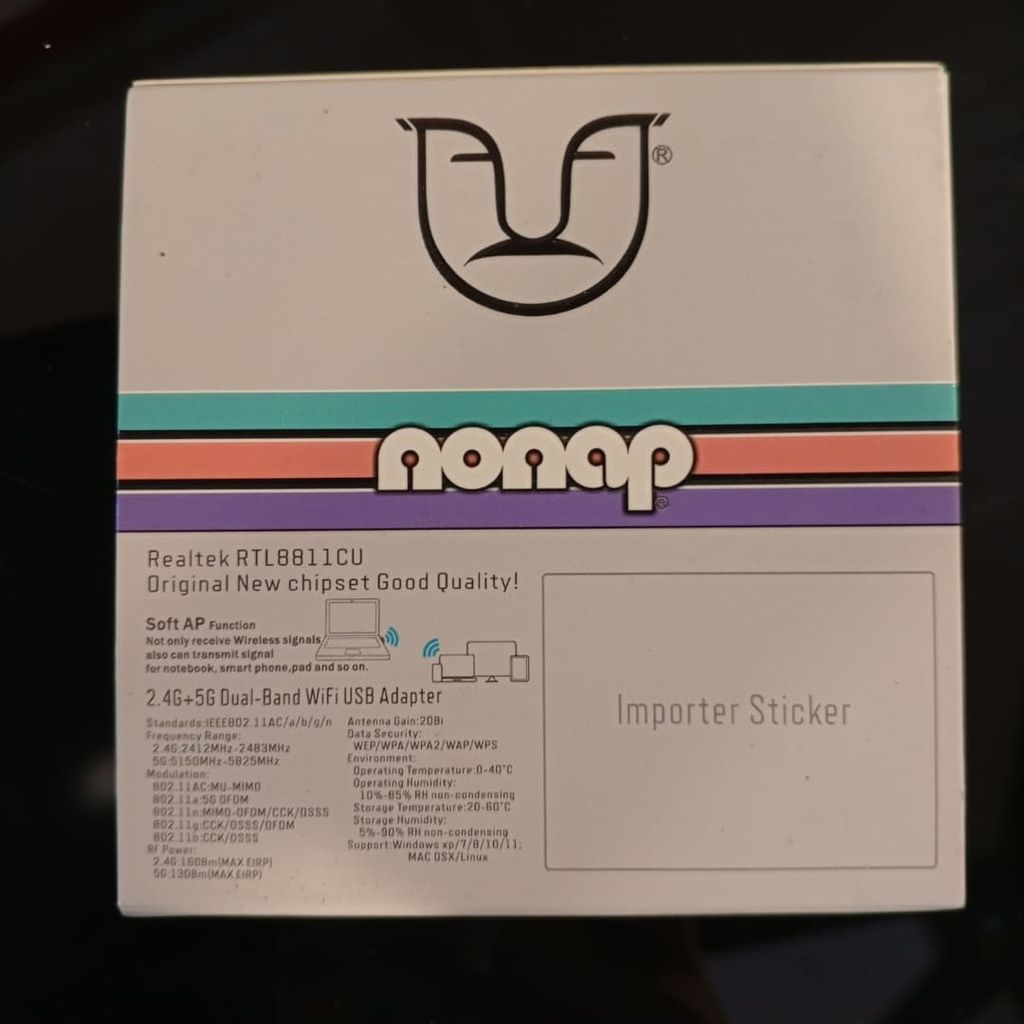 ®
nonap
®
Realtek RTL8811CU
Original New chipset Good Quality!
Soft AP Function
Not only receive Wireless signals,
also can transmit signal
for notebook, smart phone,pad and so on.
2.4G+5G Dual-Band WiFi USB Adapter
Standards:IEEE802.11AC/a/b/g/n
Frequency Range:
2.4G:2412MHz-2483MHz
5G:5150MHz-5825MHz
Modulation:
802.11AC:MU-MIMO
802.11a:5G OFDM
802.11n:MIMO-OFDM/CCK/DSSS
802.11g:CCK/DSSS/OFDM
802.11b:CCK/DSSS
RF Power:
2.4G:16DBm(MAX EIRP)
5G:13DBm(MAX EIRP)
Antenna Gain:2DBi
Data Security:
WEP/WPA/WPA2/WAP/WPS
Environment:
Operating Temperature:0-40°C
Operating Humidity:
10%-85% RH non-condensing
Storage Temperature:20-60°C
Storage Humidity:
5%-90% RH non-condensing
Support:Windows xp/7/8/10/11;
MAC OSX/Linux
Importer Sticker